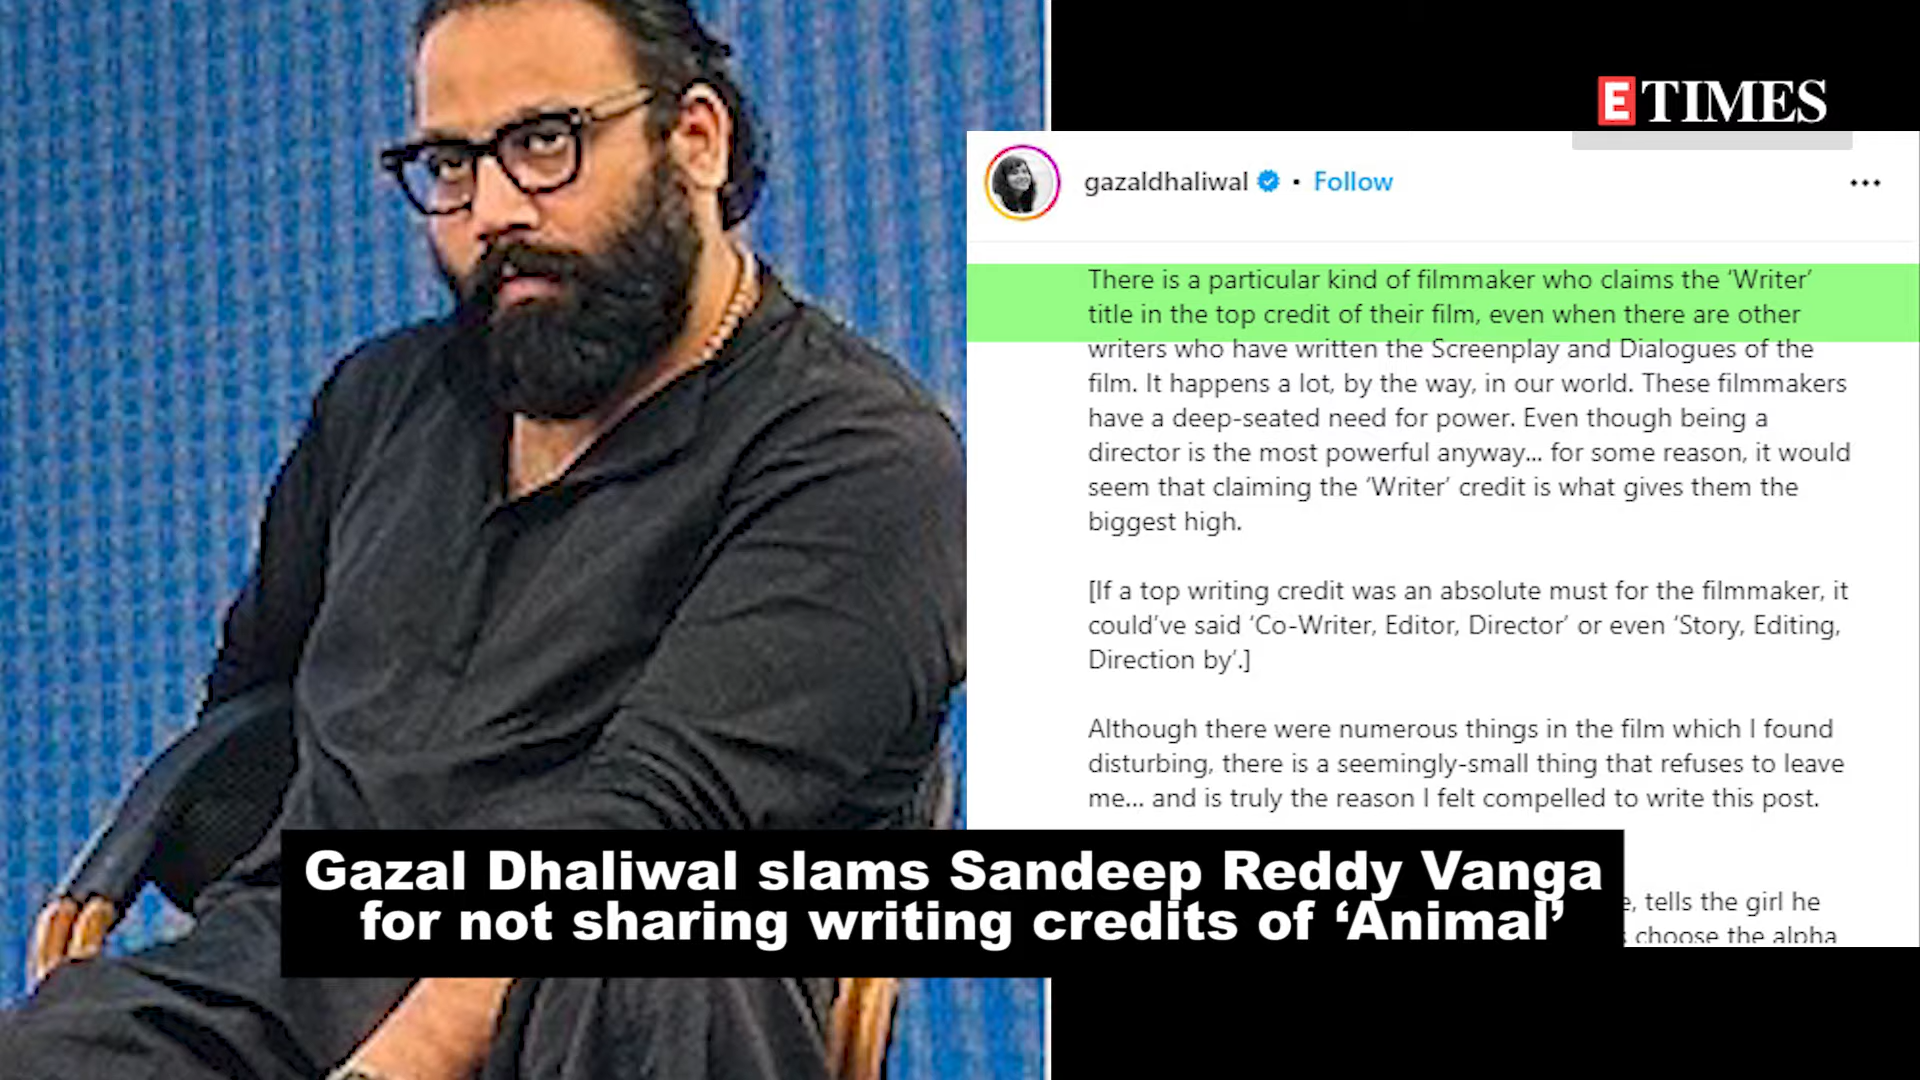 E TIMES
gazaldhaliwal • Follow
There is a particular kind of filmmaker who claims the ‘Writer’
title in the top credit of their film, even when there are other
writers who have written the Screenplay and Dialogues of the
film. It happens a lot, by the way, in our world. These filmmakers
have a deep-seated need for power. Even though being a
director is the most powerful anyway... for some reason, it would
seem that claiming the ‘Writer’ credit is what gives them the
biggest high.
[If a top writing credit was an absolute must for the filmmaker, it
could’ve said ‘Co-Writer, Editor, Director’ or even ‘Story, Editing,
Direction by’.]
Although there were numerous things in the film which I found
disturbing, there is a seemingly-small thing that refuses to leave
me... and is truly the reason I felt compelled to write this post.
tells the girl he
choose the alpha
Gazal Dhaliwal slams Sandeep Reddy Vanga
for not sharing writing credits of ‘Animal’